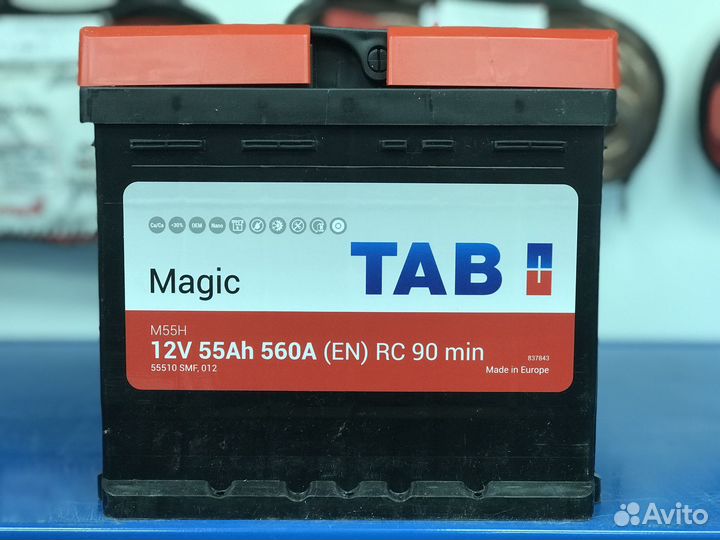 Ca/Ca <30% OEM Nano
TAB
Magic
M55H
12V 55Ah 560A (EN) RC 90 min
837843
55510 SMF, 012
Made in Europe
Avito